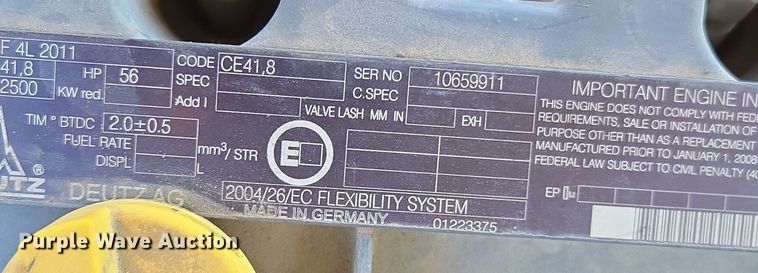 F 4L 2011
41,8 HP 56 CODE CE41,8 SER NO 10659911
2500 KW red. SPEC C.SPEC
Add I VALVE LASH MM IN EXH
TIM° BTDC 2.0±0.5
FUEL RATE mm³/STR E
DISPL L
UTZ ®
DEUTZ AG 2004/26/EC FLEXIBILITY SYSTEM
MADE IN GERMANY 01223375
IMPORTANT ENGINE IN
THIS ENGINE DOES NOT COMPLY WITH FEDE
REQUIREMENTS, SALE OR INSTALLATION OF
PURPOSE OTHER THAN AS A REPLACEMENT
MANUFACTURED PRIOR TO JANUARY 1, 2008
FEDERAL LAW SUBJECT TO CIVIL PENALTY (40
EP
Purple Wave Auction